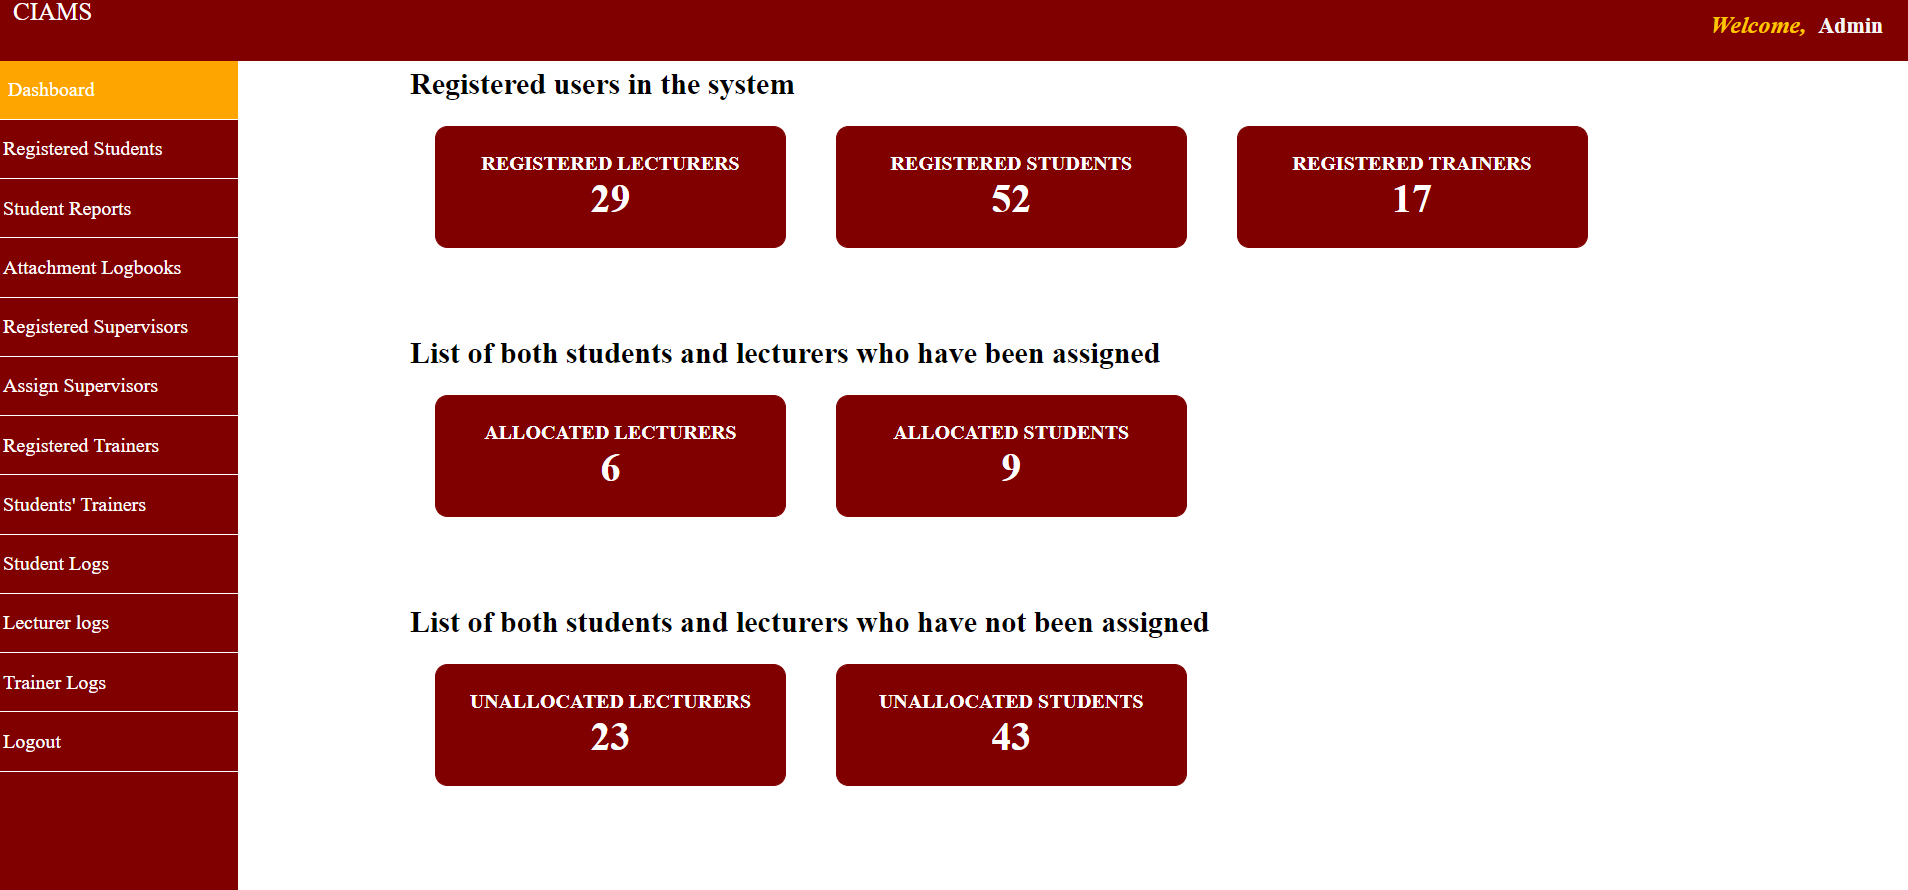 CIAMS
Welcome, Admin
Dashboard
Registered Students
Student Reports
Attachment Logbooks
Registered Supervisors
Assign Supervisors
Registered Trainers
Students' Trainers
Student Logs
Lecturer logs
Trainer Logs
Logout
Registered users in the system
REGISTERED LECTURERS
29
REGISTERED STUDENTS
52
REGISTERED TRAINERS
17
List of both students and lecturers who have been assigned
ALLOCATED LECTURERS
6
ALLOCATED STUDENTS
9
List of both students and lecturers who have not been assigned
UNALLOCATED LECTURERS
23
UNALLOCATED STUDENTS
43